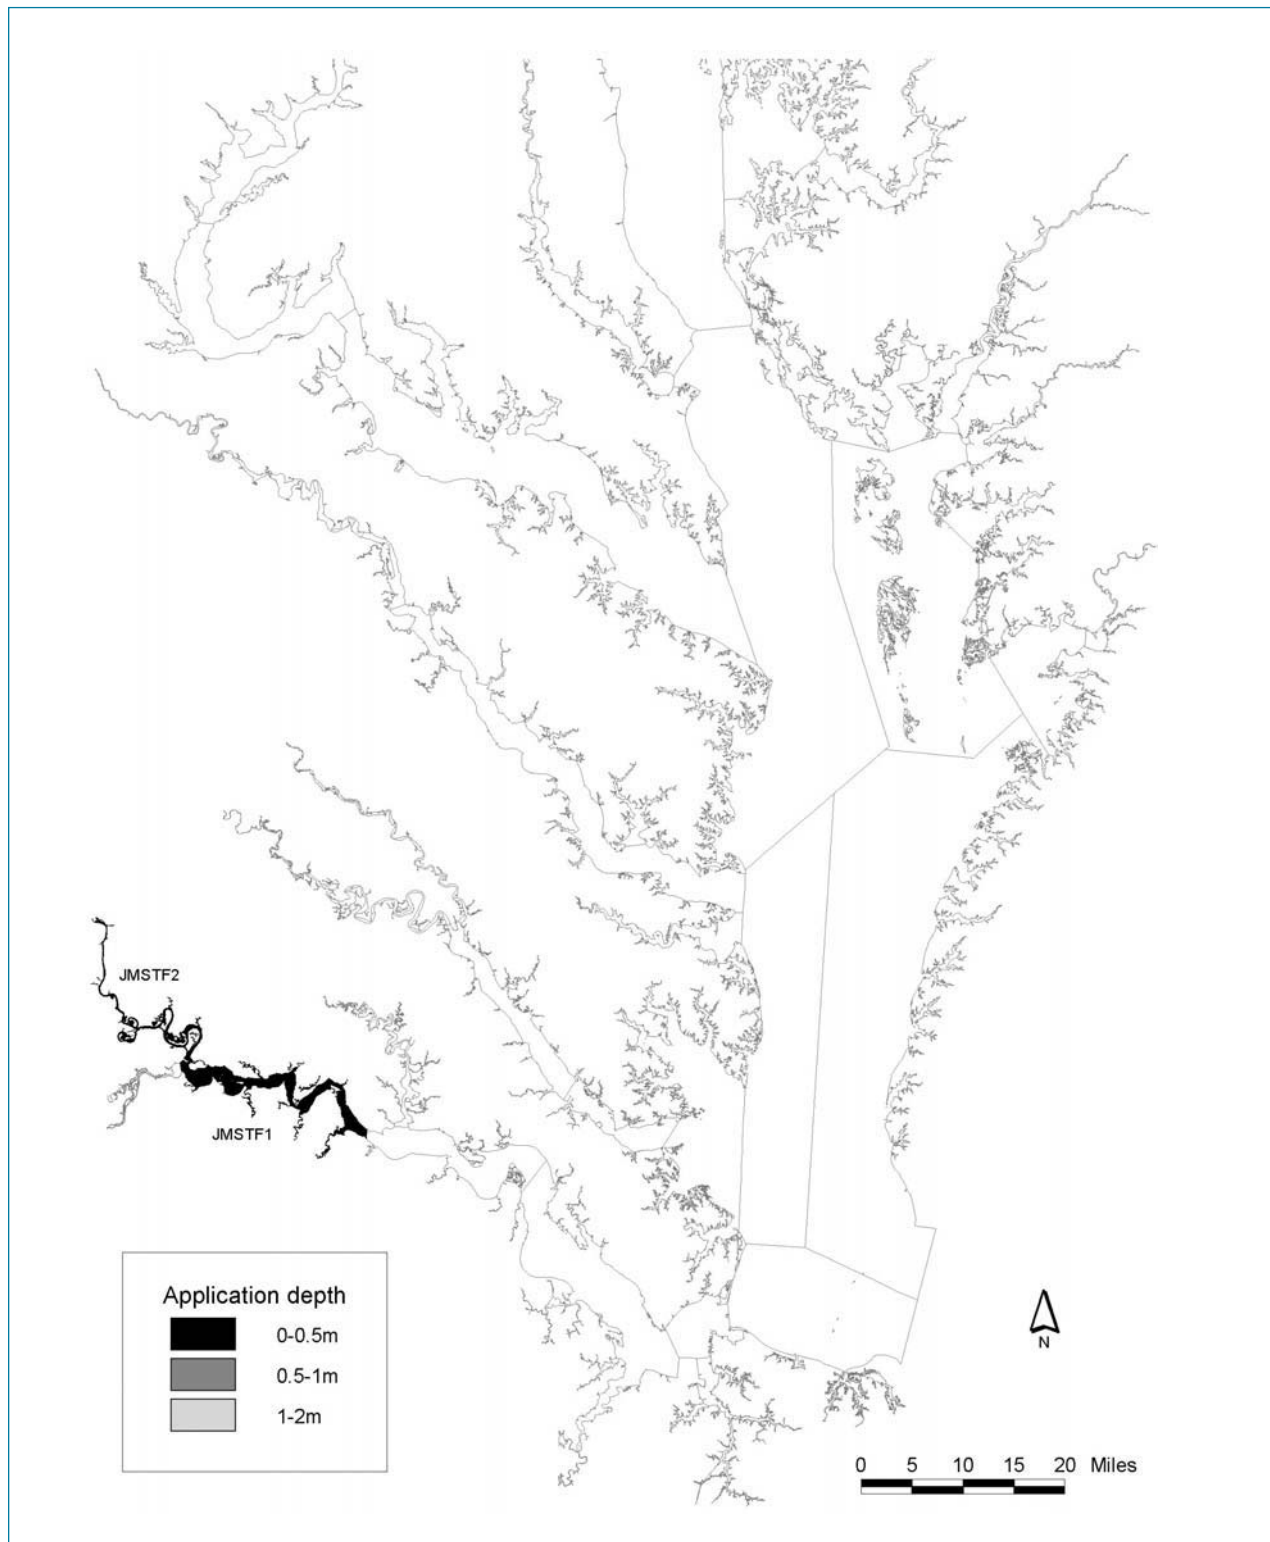 JMSTF2
JMSTF1
Application depth
0-0.5m
0.5-1m
1-2m
N
0 5 10 15 20 Miles